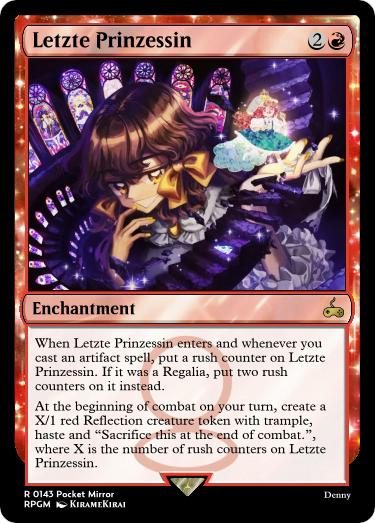 Letzte Prinzessin 2
Enchantment
When Letzte Prinzessin enters and whenever you
cast an artifact spell, put a rush counter on Letzte
Prinzessin. If it was a Regalia, put two rush
counters on it instead.
At the beginning of combat on your turn, create a
X/1 red Reflection creature token with trample,
haste and “Sacrifice this at the end of combat.”,
where X is the number of rush counters on Letzte
Prinzessin.
R 0143 Pocket Mirror
RPGM KirameKirai
Denny